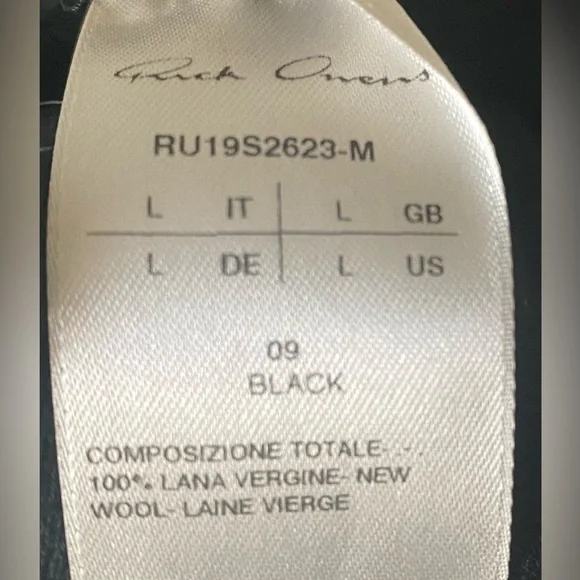 Rick Owens
RU19S2623-M
L IT L GB
L DE L US
09
BLACK
COMPOSIZIONE TOTALE- .-.
100% LANA VERGINE- NEW
WOOL- LAINE VIERGE